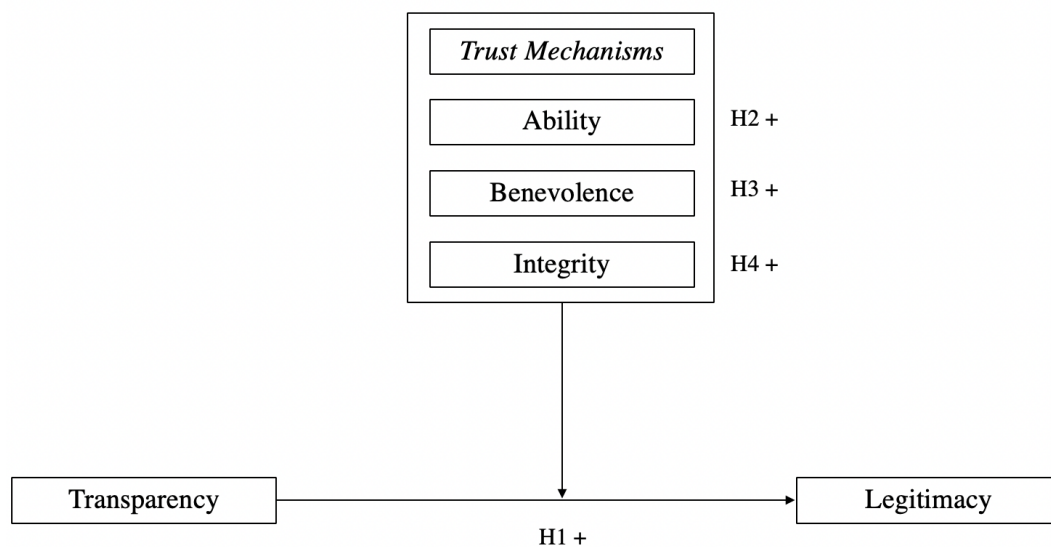 Trust Mechanisms
Ability
H2 +
Benevolence
H3 +
Integrity
H4 +
Transparency
Legitimacy
H1 +